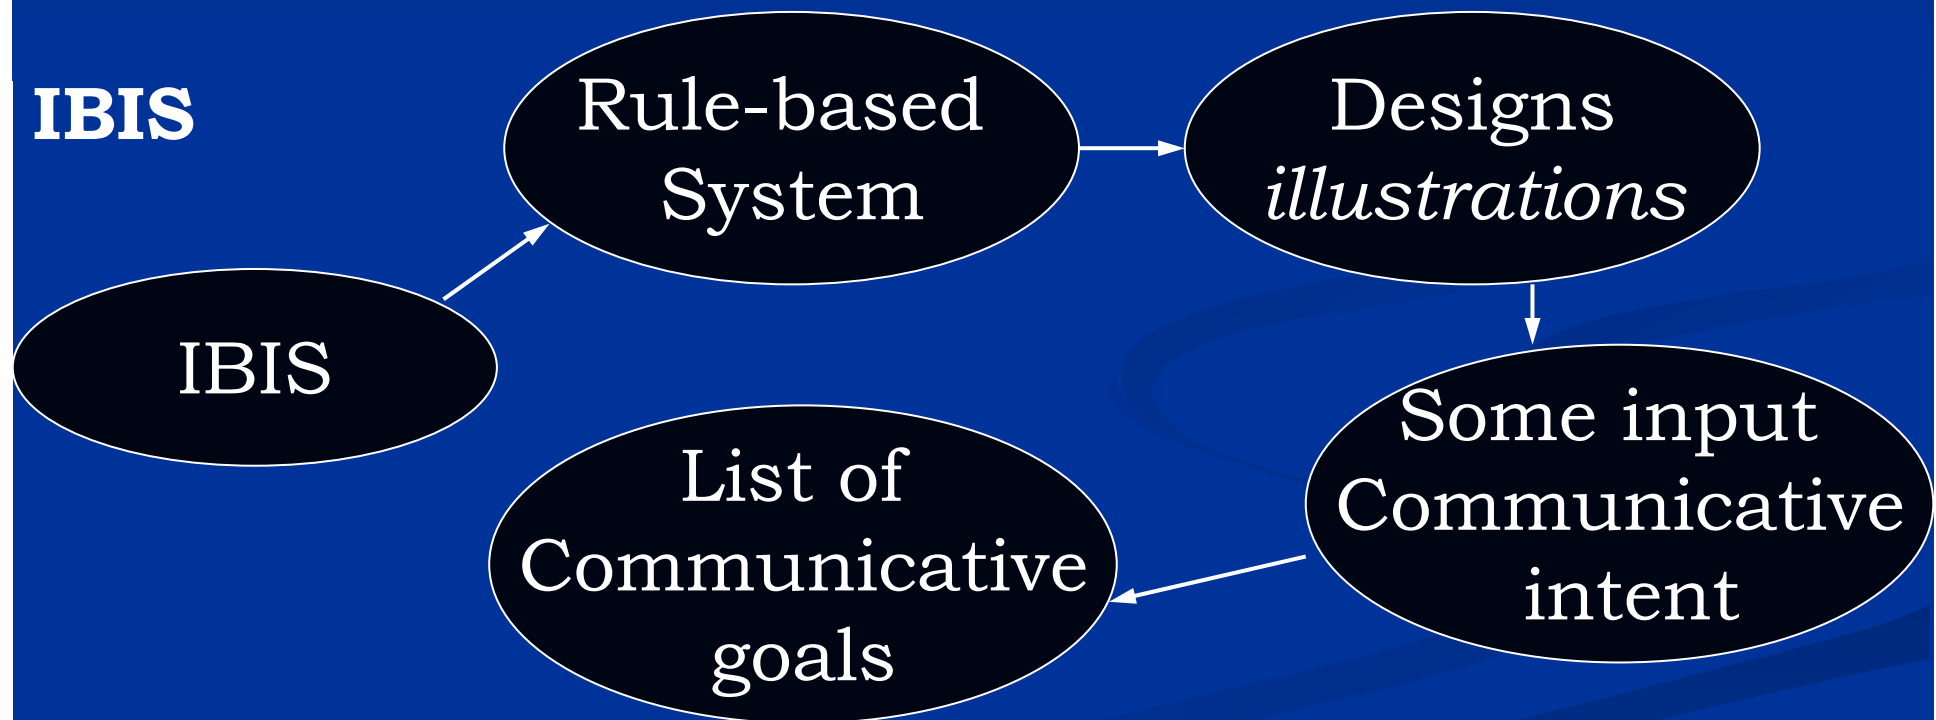 IBIS
Rule-based
System
Designs
illustrations
IBIS
Some input
Communicative
intent
List of
Communicative
goals